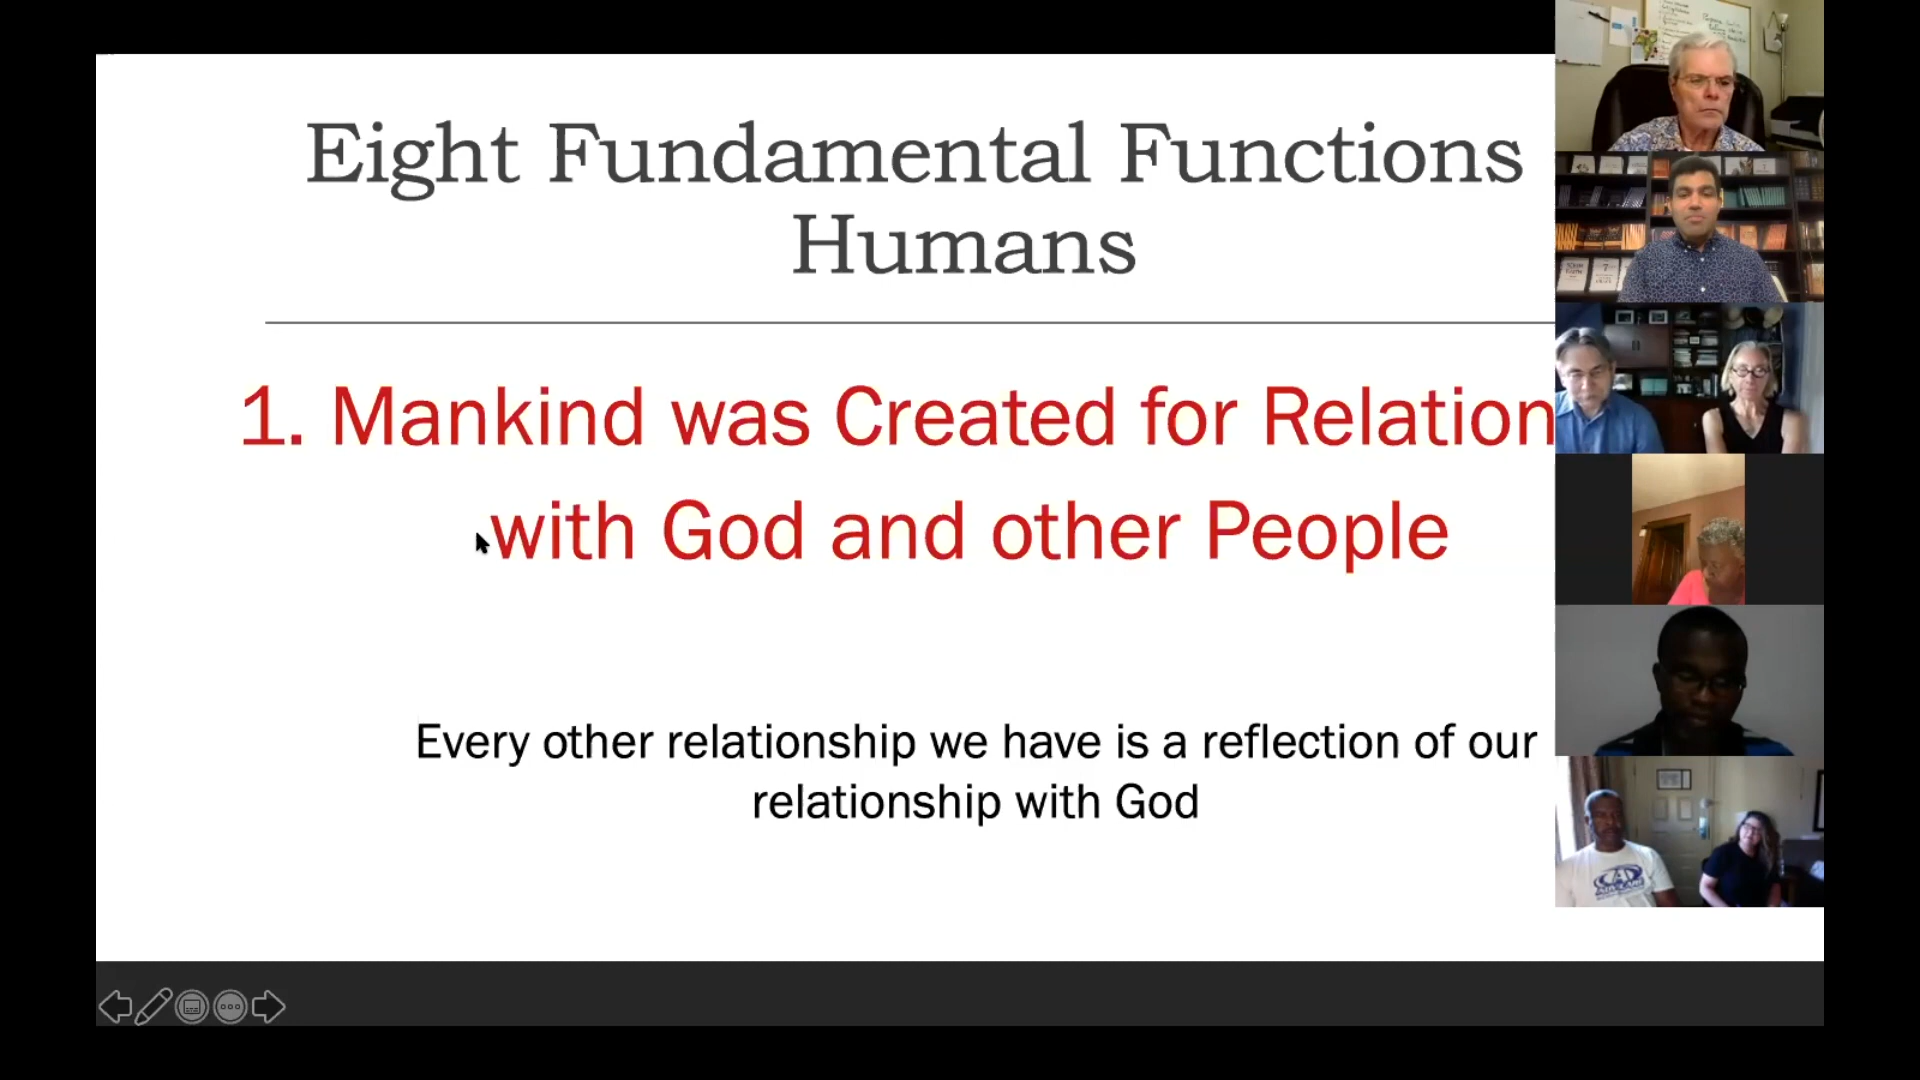 Eight Fundamental Functions
Humans
1. Mankind was Created for Relation
with God and other People
Every other relationship we have is a reflection of our
relationship with God